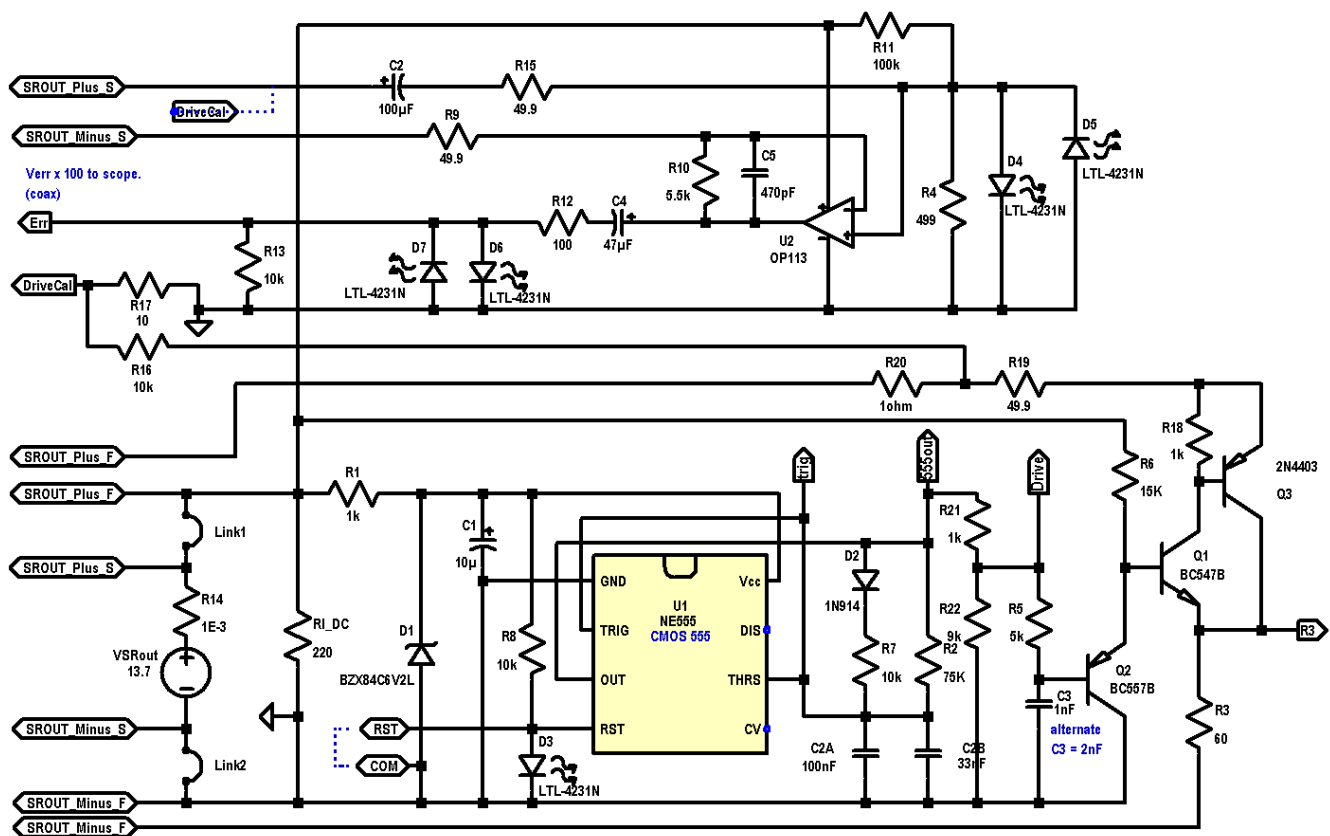 R11
100k
SROUT_Plus_S
C2
100µF
R15
49.9
DriveCal
SROUT_Minus_S
R9
49.9
D5
LTL-4231N
Verr x 100 to scope.
(coax)
R10
5.5k
C5
470pF
R4
499
D4
LTL-4231N
Err
R12
100
C4
47µF
U2
OP113
R13
10k
D7
LTL-4231N
D6
LTL-4231N
DriveCal
R17
10
R16
10k
R20
1ohm
R19
49.9
SROUT_Plus_F
R18
1k
2N4403
Q3
SROUT_Plus_F
R1
1k
trig
555out
Drive
R6
15K
Link1
C1
10µ
R21
1k
SROUT_Plus_S
R14
1E-3
D2
1N914
Q1
BC547B
GND
Vcc
U1
NE555
CMOS 555
TRIG
DIS
OUT
THRS
RST
CV
RI_DC
220
D1
BZX84C6V2L
R8
10k
R7
10k
R22
9k
R2
75K
R5
5k
VSRout
13.7
Q2
BC557B
R3
SROUT_Minus_S
RST
COM
D3
LTL-4231N
C2A
100nF
C2B
33nF
C3
1nF
alternate
C3 = 2nF
R3
60
Link2
SROUT_Minus_F
SROUT_Minus_F